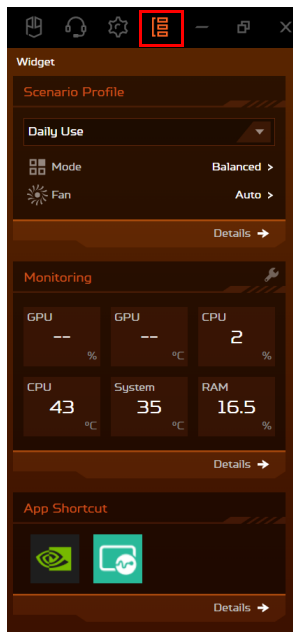 Widget
Scenario Profile
Daily Use
Mode Balanced >
Fan Auto >
Details →
Monitoring
GPU GPU CPU
-- -- 2
% °C %
CPU System RAM
43 35 16.5
°C °C %
Details →
App Shortcut
Details →